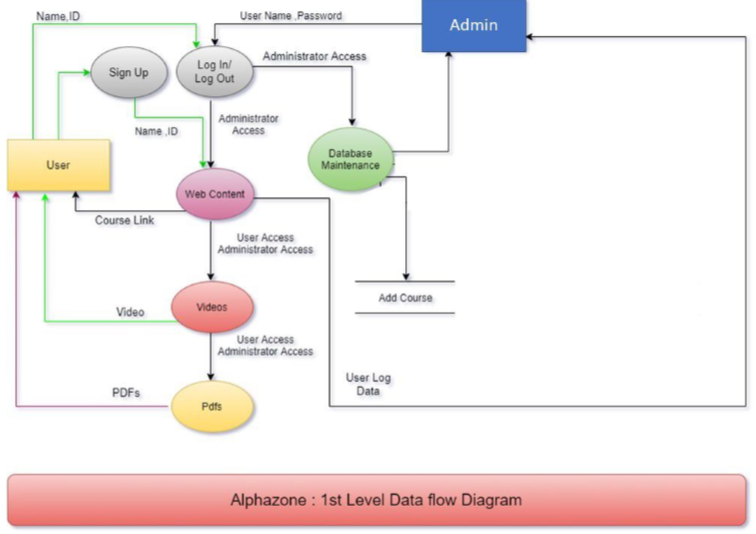 Name,ID
User Name ,Password
Admin
Sign Up
Log In/
Log Out
Administrator Access
Name ,ID
Administrator
Access
Database
Maintenance
User
Web Content
Course Link
User Access
Administrator Access
Add Course
Video
Videos
User Access
Administrator Access
User Log
Data
PDFs
Pdfs
Alphazone : 1st Level Data flow Diagram